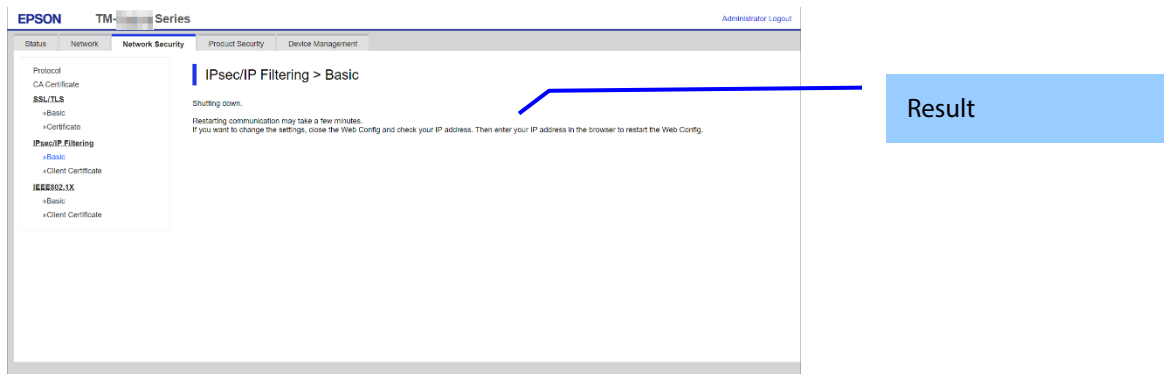 EPSON TM- Series Administrator Logout
Status Network Network Security Product Security Device Management
Protocol
CA Certificate
SSL/TLS
»Basic
»Certificate
IPsec/IP Filtering
»Basic
»Client Certificate
IEEE802.1X
»Basic
»Client Certificate
IPsec/IP Filtering > Basic
Shutting down.
Restarting communication may take a few minutes.
If you want to change the settings, close the Web Config and check your IP address. Then enter your IP address in the browser to restart the Web Config.
Result